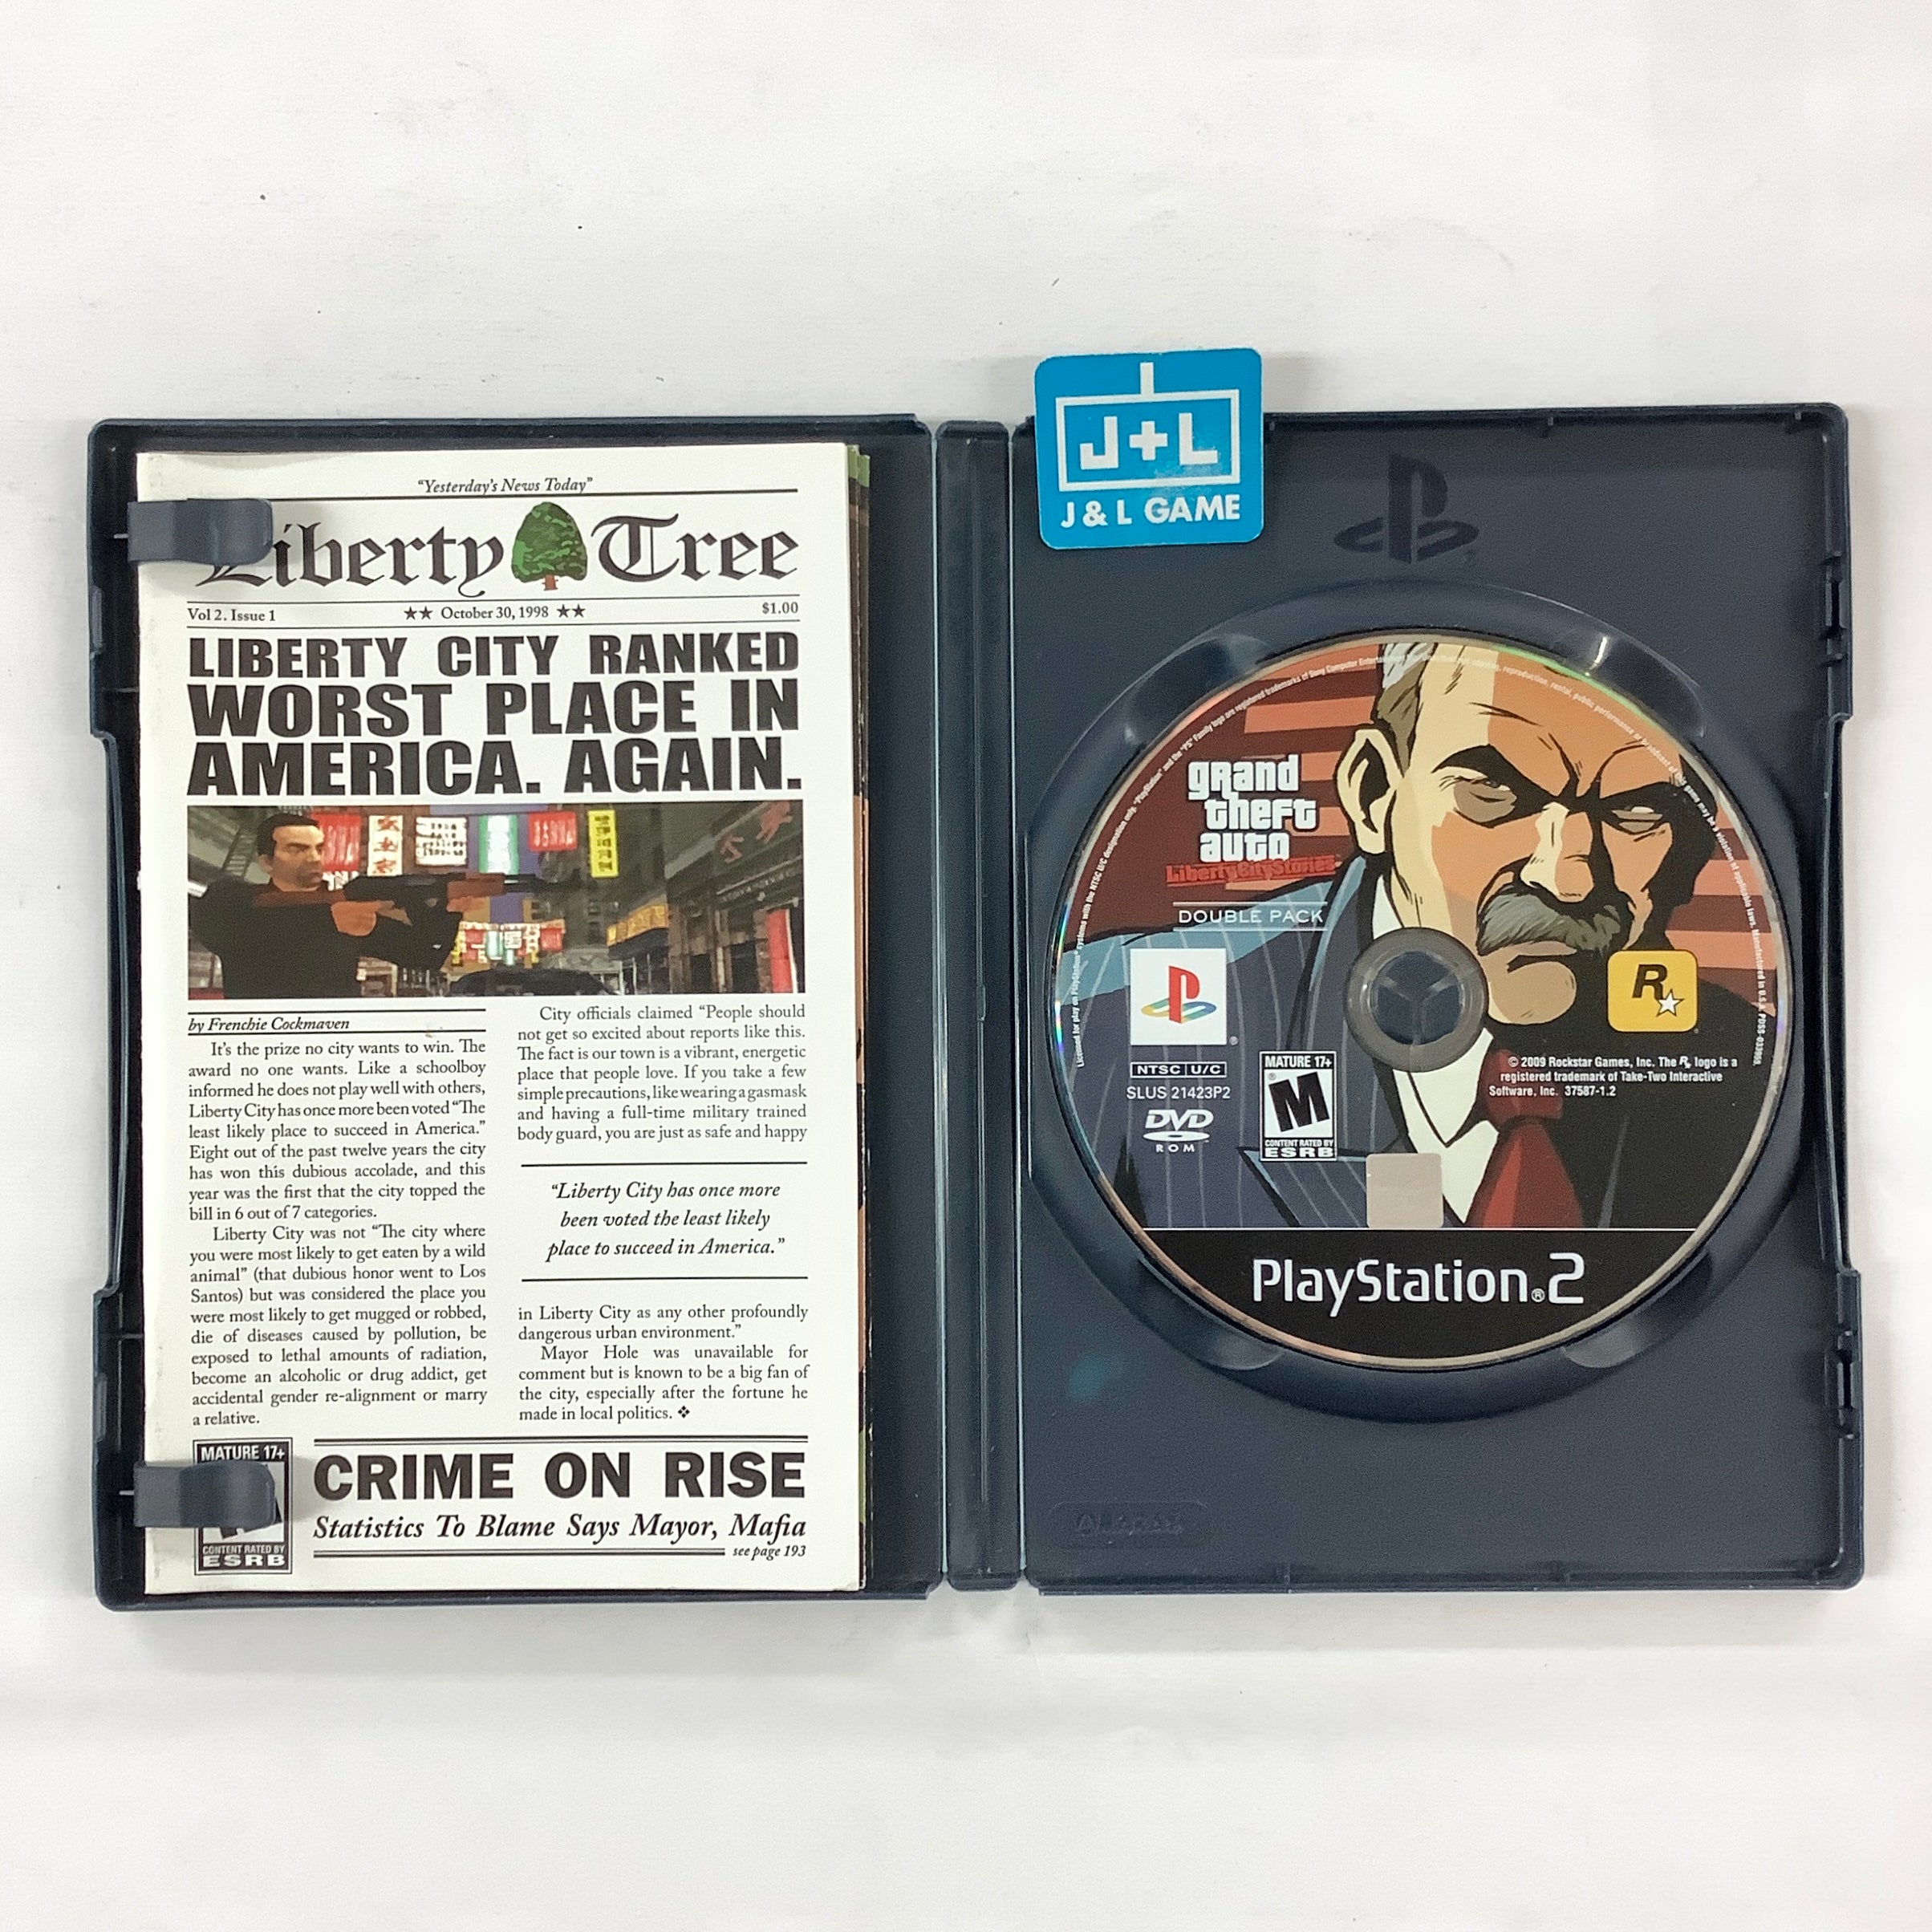 "Yesterday's News Today"
Liberty Tree
Vol 2. Issue 1 ★★ October 30, 1998 ★★ $1.00
LIBERTY CITY RANKED
WORST PLACE IN
AMERICA. AGAIN.
by Frenchie Cockmaven
It's the prize no city wants to win. The
award no one wants. Like a schoolboy
informed he does not play well with others,
Liberty City has once more been voted "The
least likely place to succeed in America."
Eight out of the past twelve years the city
has won this dubious accolade, and this
year was the first that the city topped the
bill in 6 out of 7 categories.
Liberty City was not "The city where
you were most likely to get eaten by a wild
animal" (that dubious honor went to Los
Santos) but was considered the place you
were most likely to get mugged or robbed,
die of diseases caused by pollution, be
exposed to lethal amounts of radiation,
become an alcoholic or drug addict, get
accidental gender re-alignment or marry
a relative.
City officials claimed "People should
not get so excited about reports like this.
The fact is our town is a vibrant, energetic
place that people love. If you take a few
simple precautions, like wearing a gasmask
and having a full-time military trained
body guard, you are just as safe and happy
"Liberty City has once more
been voted the least likely
place to succeed in America."
in Liberty City as any other profoundly
dangerous urban environment."
Mayor Hole was unavailable for
comment but is known to be a big fan of
the city, especially after the fortune he
made in local politics. ❖
MATURE 17+
CONTENT RATED BY
ESRB
CRIME ON RISE
Statistics To Blame Says Mayor, Mafia
see page 193
J+L
J & L GAME
grand
theft
auto
Liberty City Stories
DOUBLE PACK
R★
NTSC U/C
SLUS 21423P2
DVD
ROM
MATURE 17+
M
CONTENT RATED BY
ESRB
© 2009 Rockstar Games, Inc. The R★ logo is a
registered trademark of Take-Two Interactive
Software, Inc. 37587-1.2
PlayStation®2